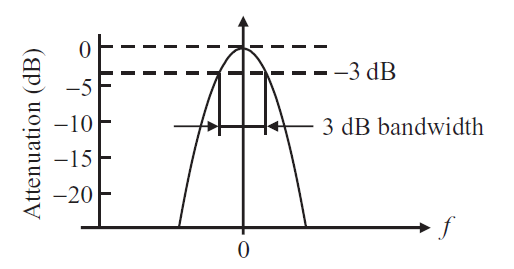 Attenuation (dB)
0
−5
−10
−15
−20
−3 dB
3 dB bandwidth
f
0